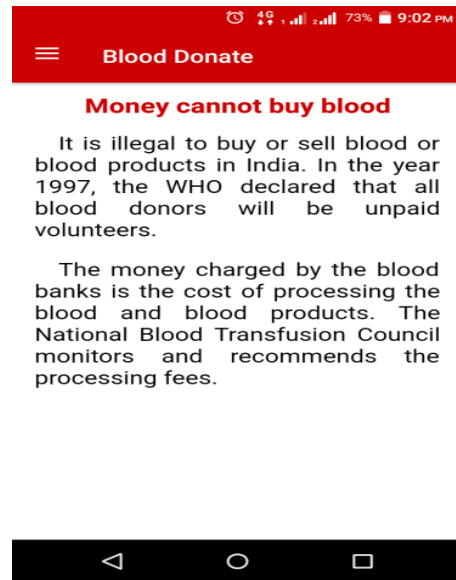 4G 1 2 73% 9:02 PM
Blood Donate
Money cannot buy blood
It is illegal to buy or sell blood or
blood products in India. In the year
1997, the WHO declared that all
blood donors will be unpaid
volunteers.
The money charged by the blood
banks is the cost of processing the
blood and blood products. The
National Blood Transfusion Council
monitors and recommends the
processing fees.